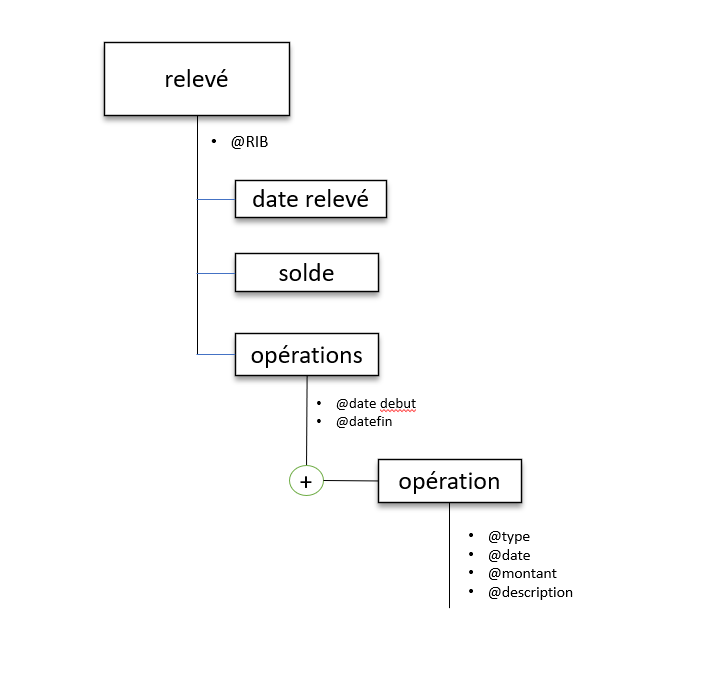 relevé
• @RIB
date relevé
solde
opérations
• @date debut
• @datefin
+
opération
• @type
• @date
• @montant
• @description